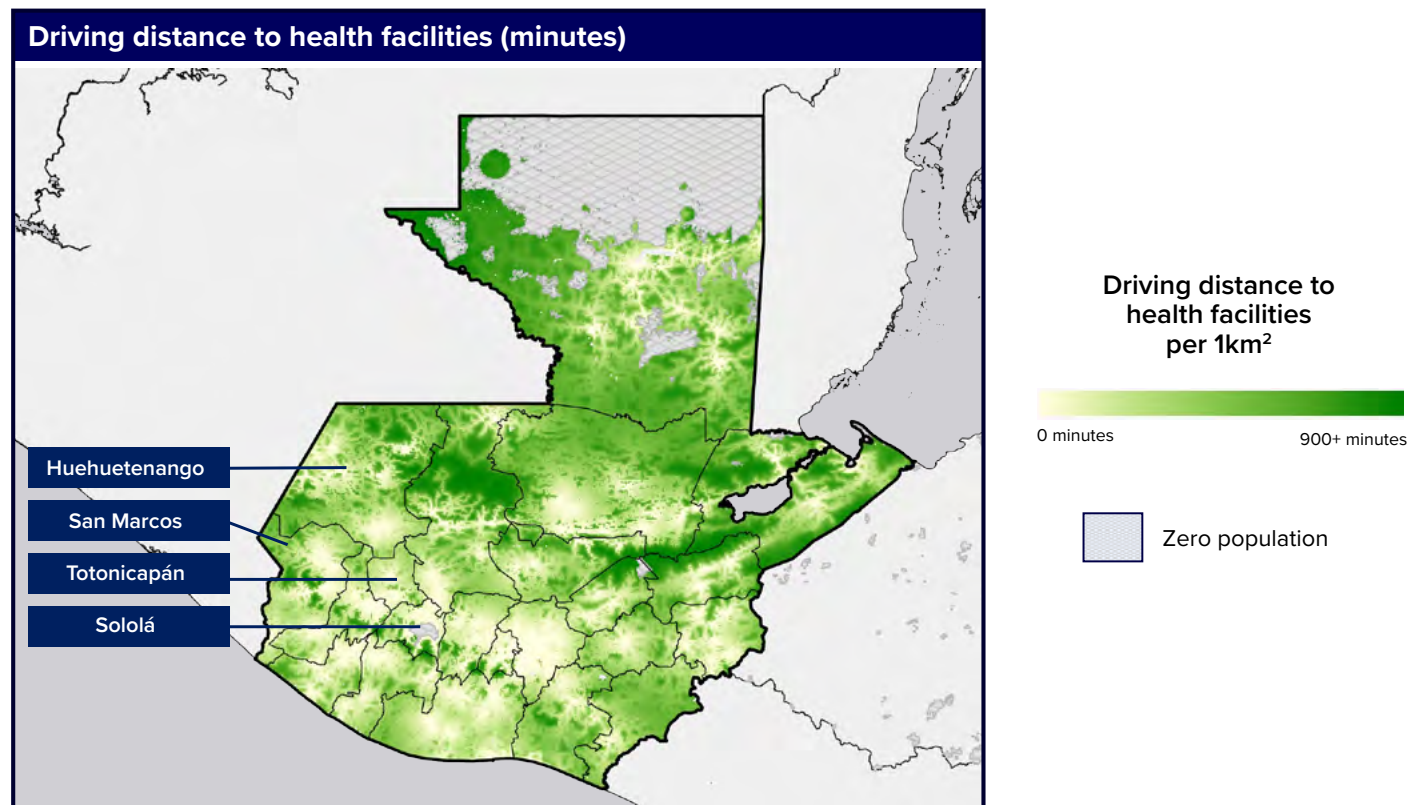 Driving distance to health facilities (minutes)
Huehuetenango
San Marcos
Totonicapán
Sololá
Driving distance to
health facilities
per 1km²
0 minutes
900+ minutes
Zero population